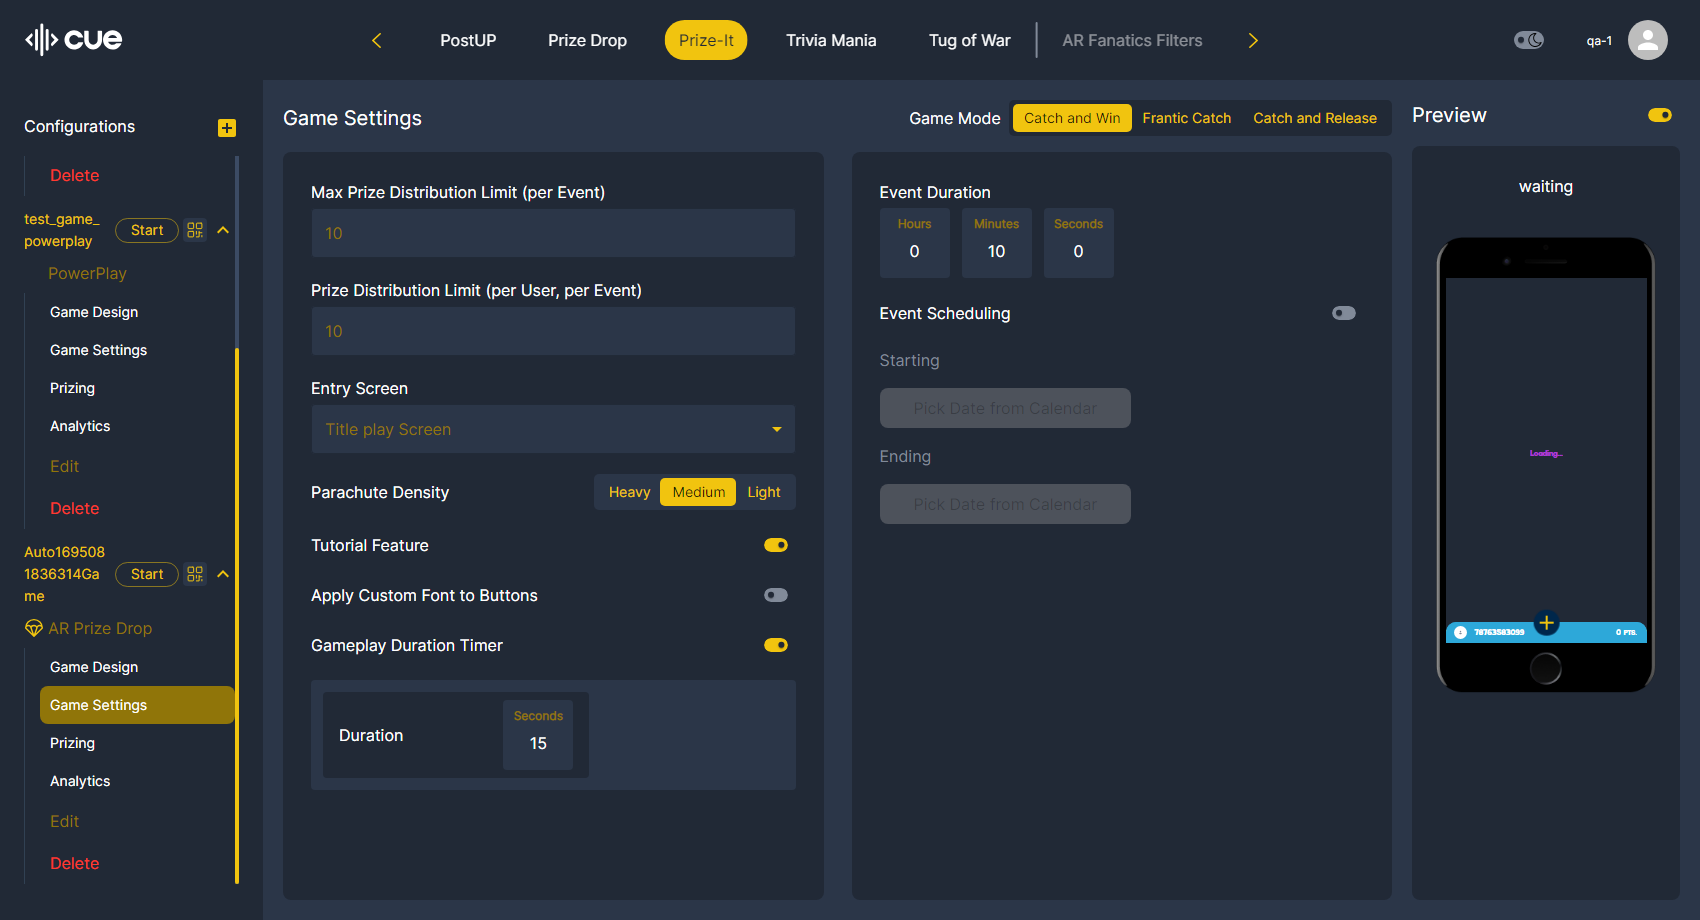 cue
PostUP
Prize Drop
Prize-It
Trivia Mania
Tug of War
AR Fanatics Filters
qa-1
Configurations
Delete
test_game_
powerplay
Start
PowerPlay
Game Design
Game Settings
Prizing
Analytics
Edit
Delete
Auto169508
1836314Ga
me
Start
AR Prize Drop
Game Design
Game Settings
Prizing
Analytics
Edit
Delete
Game Settings
Game Mode
Catch and Win
Frantic Catch
Catch and Release
Max Prize Distribution Limit (per Event)
10
Prize Distribution Limit (per User, per Event)
10
Entry Screen
Title play Screen
Parachute Density
Heavy
Medium
Light
Tutorial Feature
Apply Custom Font to Buttons
Gameplay Duration Timer
Duration
Seconds
15
Event Duration
Hours
0
Minutes
10
Seconds
0
Event Scheduling
Starting
Pick Date from Calendar
Ending
Pick Date from Calendar
Preview
waiting
Loading...
78763583099
0 PTS.